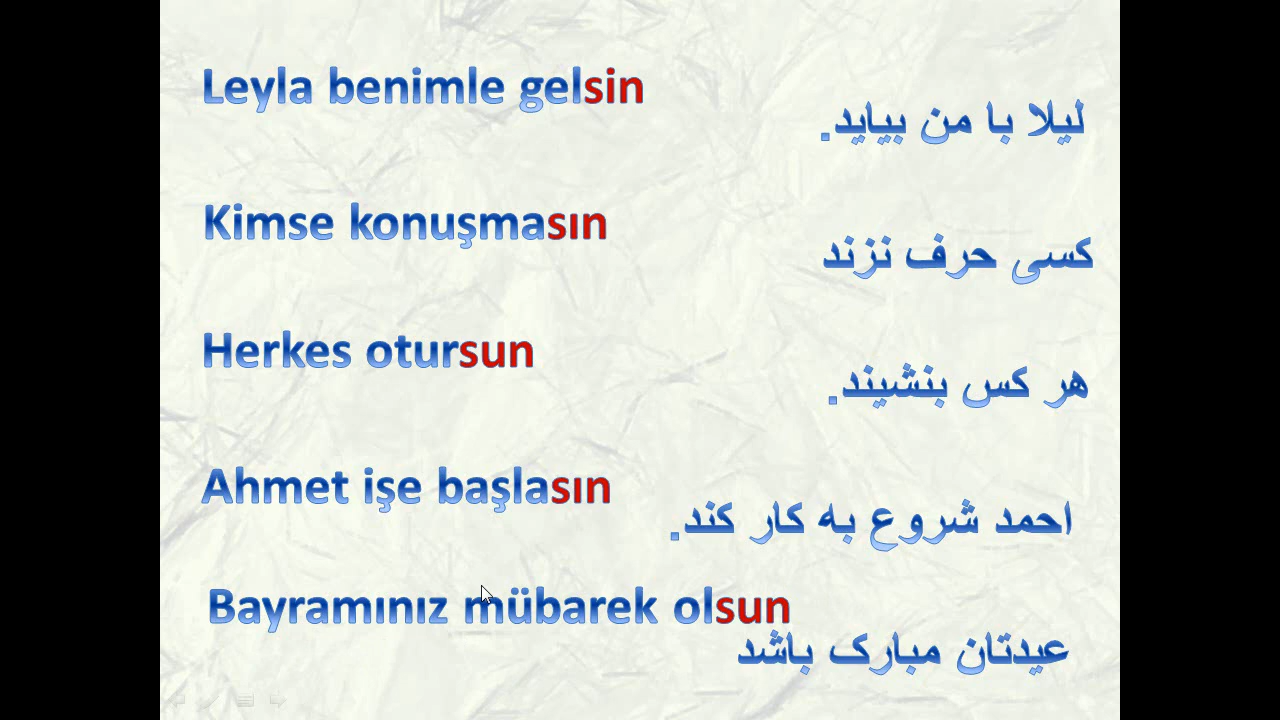 Leyla benimle gelsin
لیلا با من بیاید.
Kimse konuşmasın
کسی حرف نزند
Herkes otursun
هر کس بنشیند.
Ahmet işe başlasın
احمد شروع به کار کند.
Bayramınız mübarek olsun
عیدتان مبارک باشد